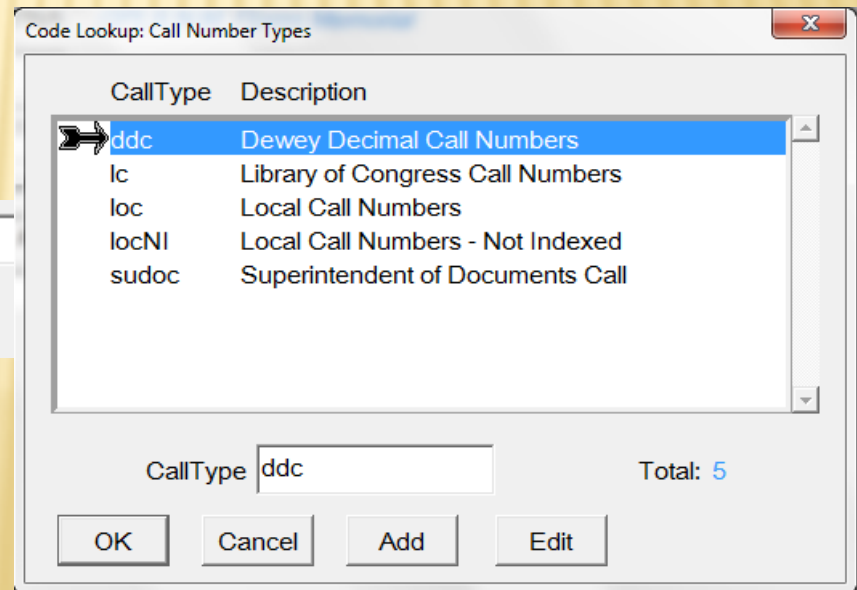 Code Lookup: Call Number Types
CallType Description
ddc Dewey Decimal Call Numbers
lc Library of Congress Call Numbers
loc Local Call Numbers
locNI Local Call Numbers - Not Indexed
sudoc Superintendent of Documents Call
CallType ddc Total: 5
OK Cancel Add Edit